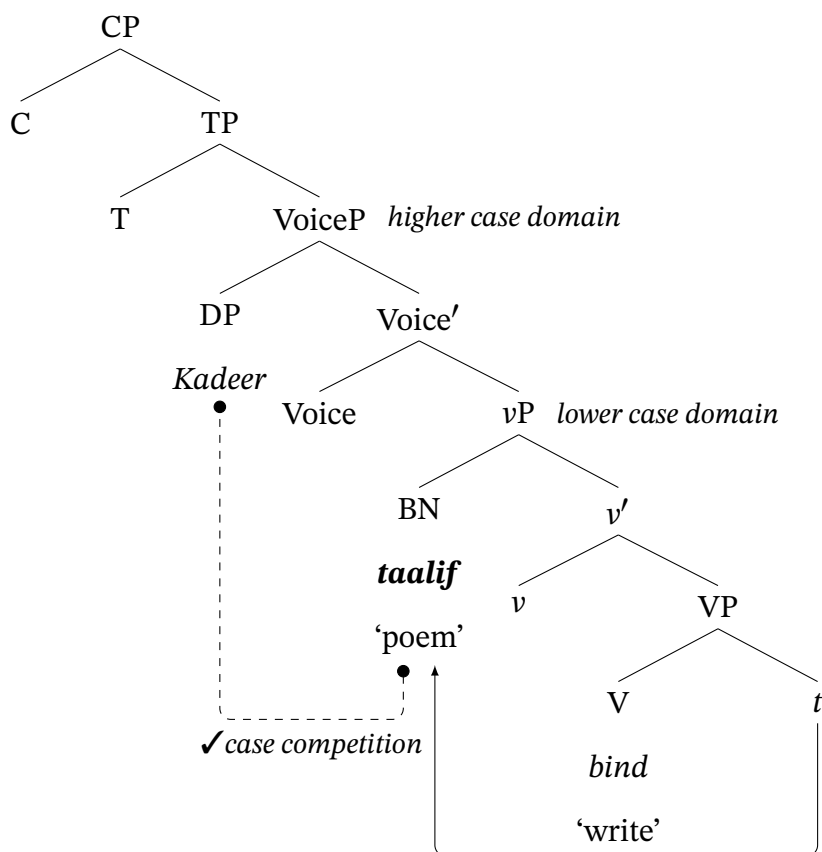 CP
C TP
T VoiceP higher case domain
DP Voice′
Kadeer
Voice vP lower case domain
BN v′
taalif
v VP
‘poem’
V t
✓case competition
bind
‘write’